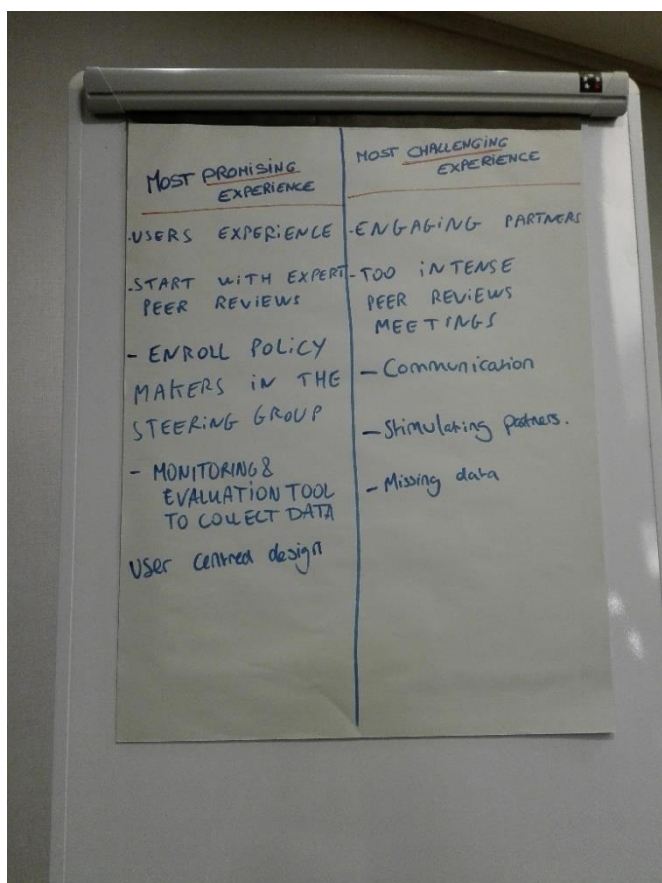 MOST PROMISING
EXPERIENCE
.USERS EXPERIENCE
.START WITH EXPERT
PEER REVIEWS
- ENROLL POLICY
MAKERS IN THE
STEERING GROUP
- MONITORING &
EVALUATION TOOL
TO COLLECT DATA
User centred design
MOST CHALLENGING
EXPERIENCE
.ENGAGING PARTNERS
- TOO INTENSE
PEER REVIEWS
MEETINGS
- Communication
- Stimulating partners.
- Missing data